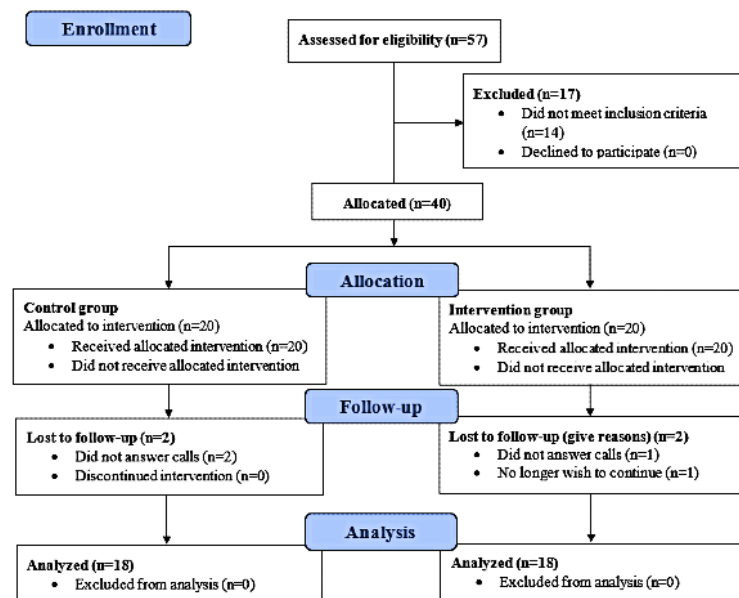 Enrollment
Assessed for eligibility (n=57)
Excluded (n=17)
• Did not meet inclusion criteria
(n=14)
• Declined to participate (n=0)
Allocated (n=40)
Allocation
Control group
Allocated to intervention (n=20)
• Received allocated intervention (n=20)
• Did not receive allocated intervention
Intervention group
Allocated to intervention (n=20)
• Received allocated intervention (n=20)
• Did not receive allocated intervention
Follow-up
Lost to follow-up (n=2)
• Did not answer calls (n=2)
• Discontinued intervention (n=0)
Lost to follow-up (give reasons) (n=2)
• Did not answer calls (n=1)
• No longer wish to continue (n=1)
Analysis
Analyzed (n=18)
• Excluded from analysis (n=0)
Analyzed (n=18)
• Excluded from analysis (n=0)